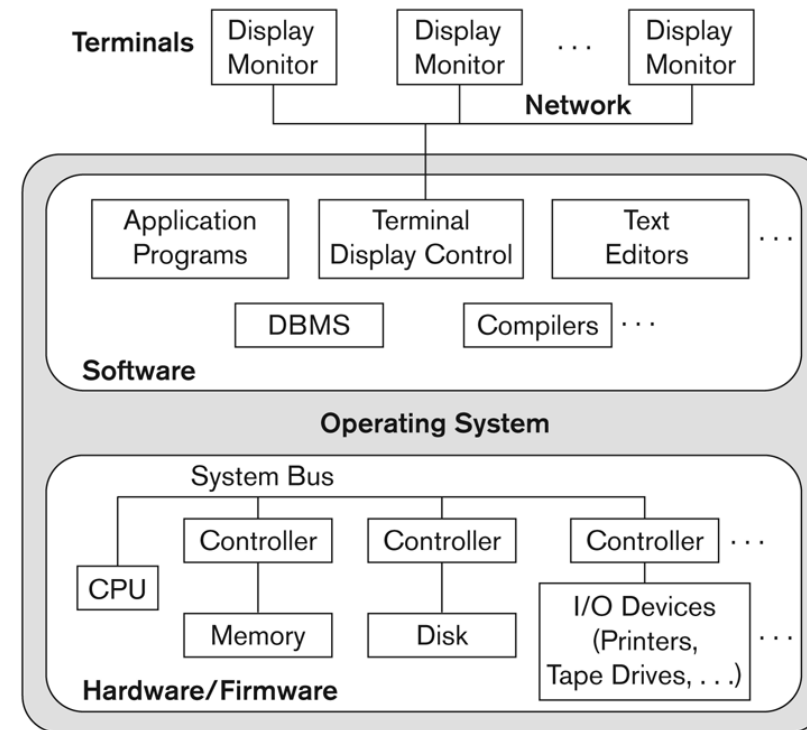 Terminals
Display
Monitor
Display
Monitor
. . .
Display
Monitor
Network
Application
Programs
Terminal
Display Control
Text
Editors
. . .
DBMS
Compilers
. . .
Software
Operating System
System Bus
CPU
Controller
Controller
Controller
. . .
Memory
Disk
I/O Devices
(Printers,
Tape Drives, . . .)
. . .
Hardware/Firmware